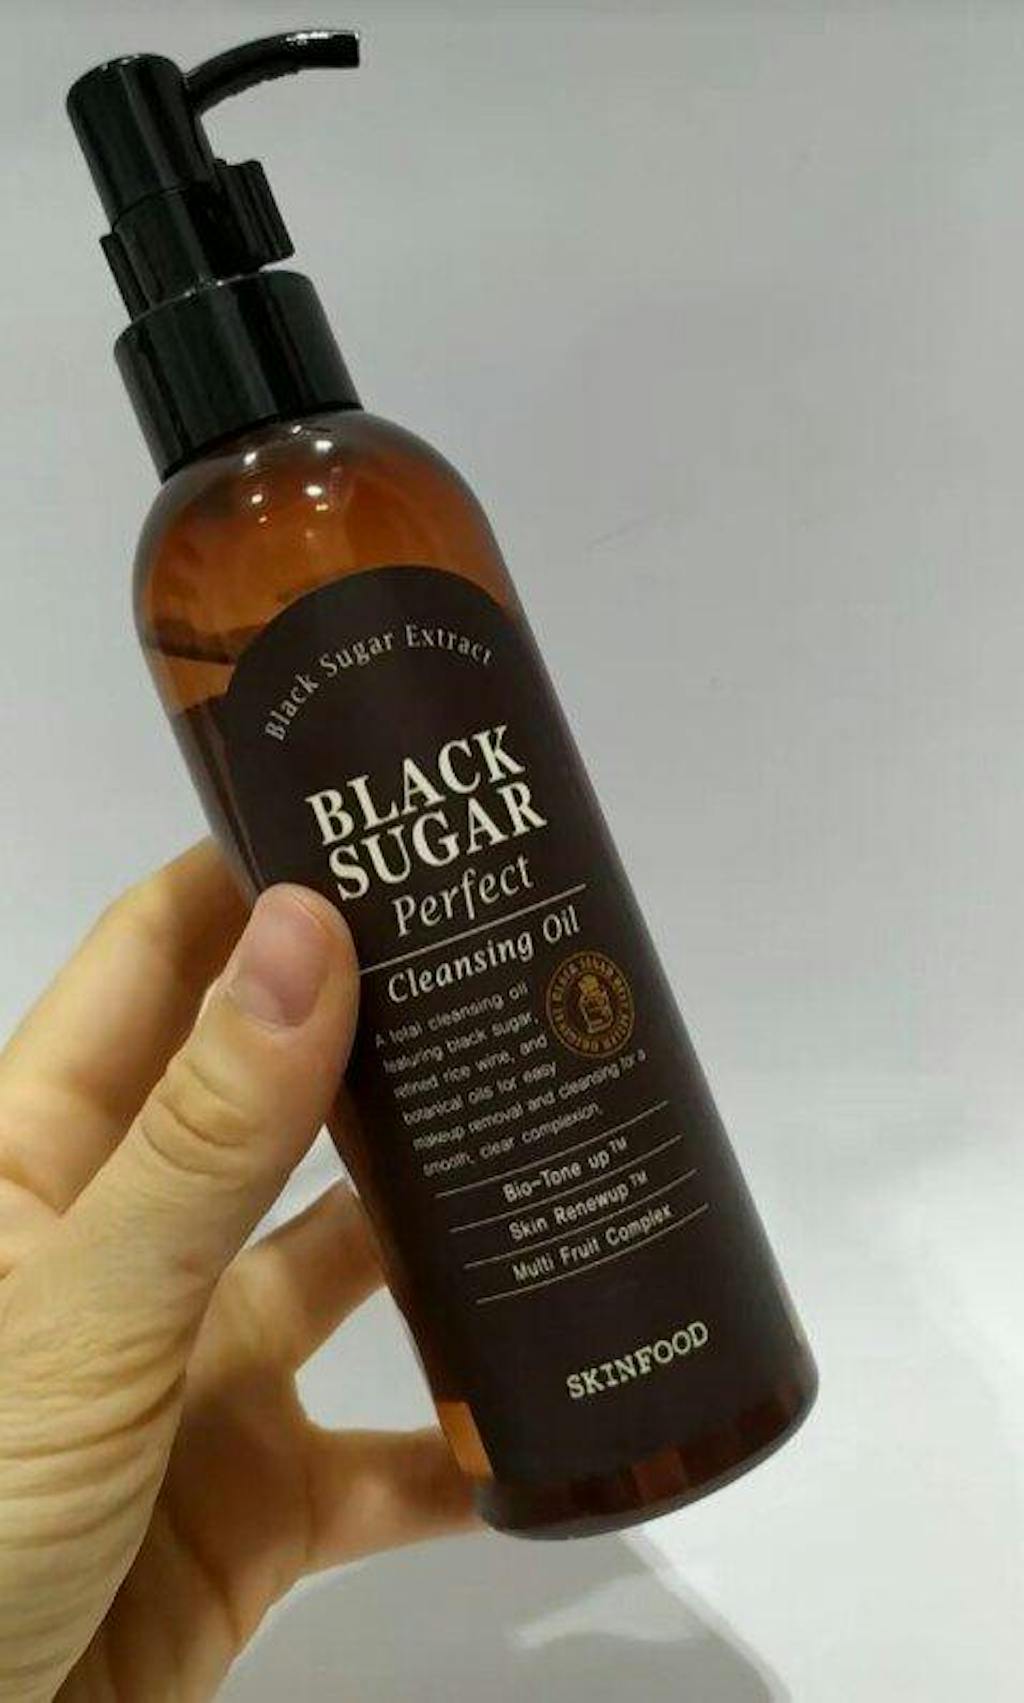 Black Sugar Extract
BLACK
SUGAR
Perfect
Cleansing Oil
A total cleansing oil
featuring black sugar,
refined rice wine, and
botanical oils for easy
makeup removal and cleansing for a
smooth, clear complexion.
Bio-Tone up™
Skin Renewup™
Multi Fruit Complex
SKINFOOD